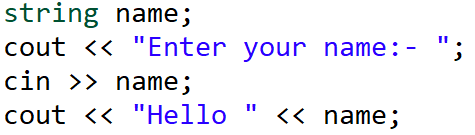 string name;
cout << "Enter your name:- ";
cin >> name;
cout << "Hello " << name;